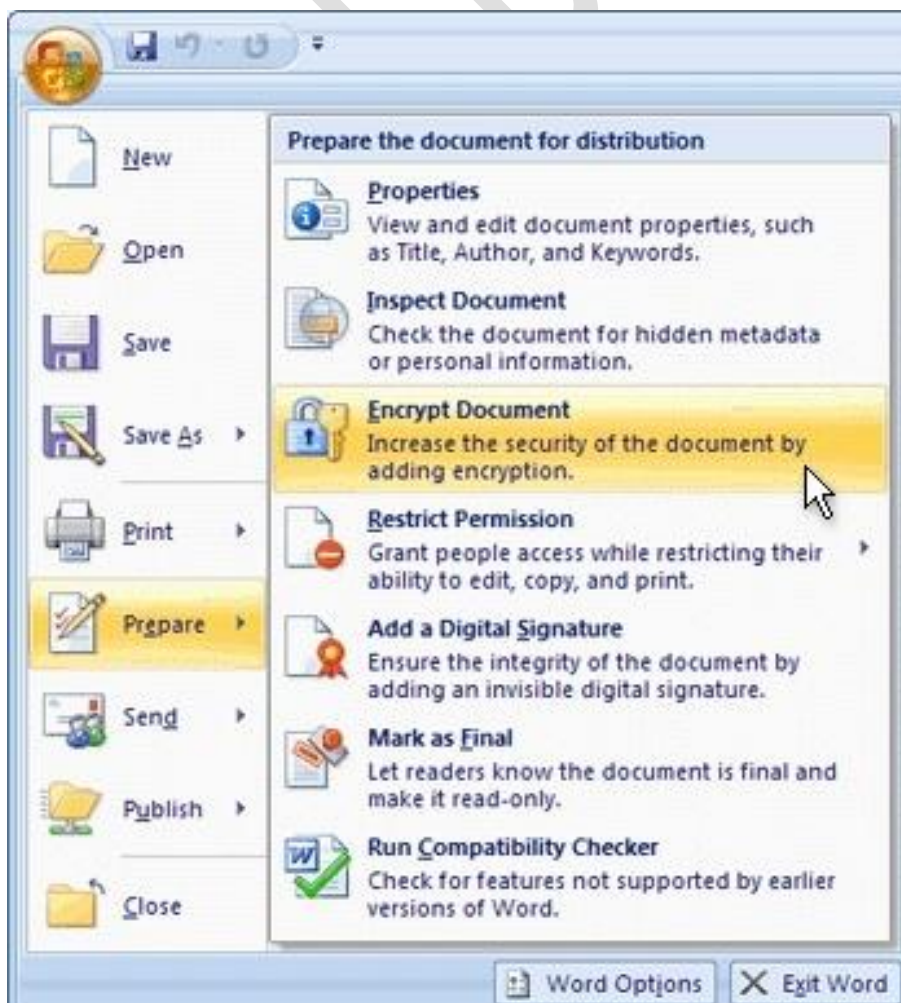 New
Open
Save
Save As
Print
Prepare
Send
Publish
Close
Prepare the document for distribution
Properties
View and edit document properties, such
as Title, Author, and Keywords.
Inspect Document
Check the document for hidden metadata
or personal information.
Encrypt Document
Increase the security of the document by
adding encryption.
Restrict Permission
Grant people access while restricting their
ability to edit, copy, and print.
Add a Digital Signature
Ensure the integrity of the document by
adding an invisible digital signature.
Mark as Final
Let readers know the document is final and
make it read-only.
Run Compatibility Checker
Check for features not supported by earlier
versions of Word.
Word Options
Exit Word